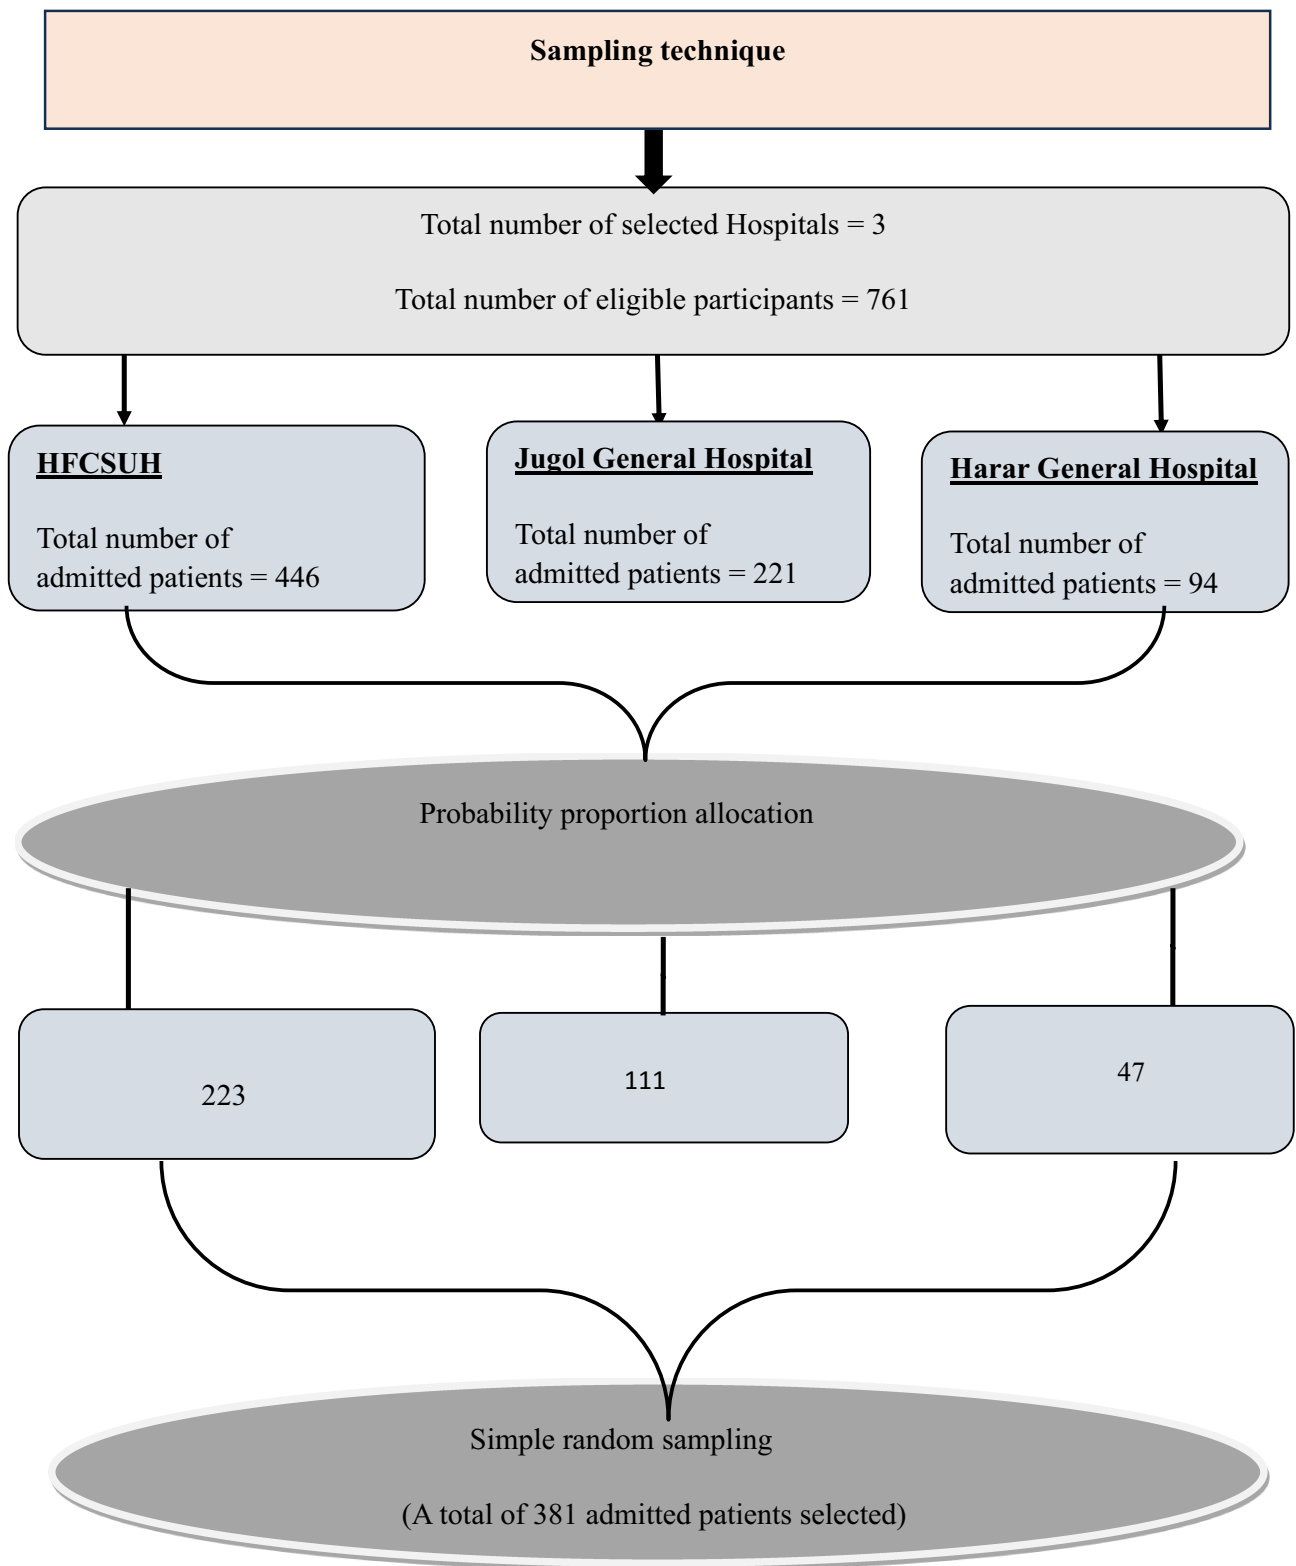 Sampling technique
Total number of selected Hospitals = 3
Total number of eligible participants = 761
HFCSUH
Total number of
admitted patients = 446
Jugol General Hospital
Total number of
admitted patients = 221
Harar General Hospital
Total number of
admitted patients = 94
Probability proportion allocation
223
111
47
Simple random sampling
(A total of 381 admitted patients selected)